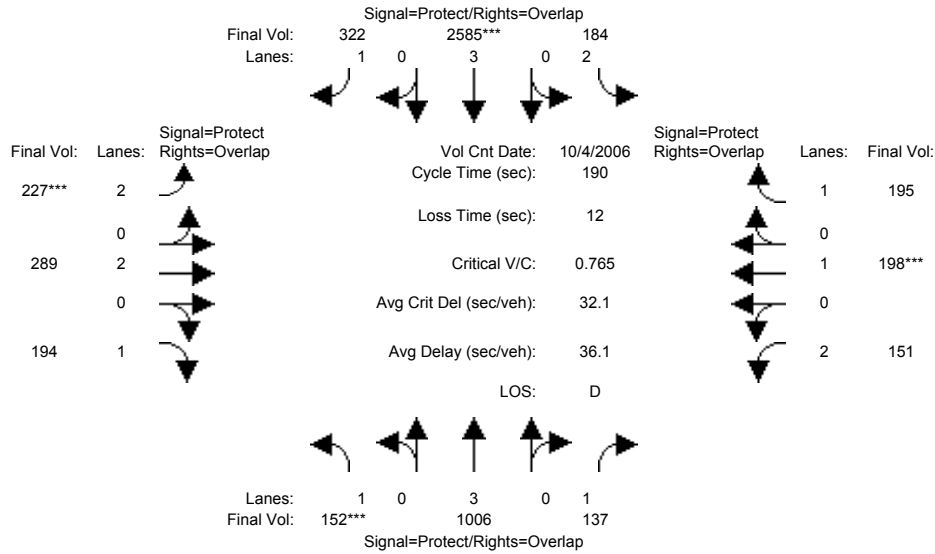 Signal=Protect/Rights=Overlap
Final Vol: 322 2585*** 184
Lanes: 1 0 3 0 2
Signal=Protect
Final Vol: Lanes: Rights=Overlap
Vol Cnt Date: 10/4/2006
Signal=Protect
Rights=Overlap Lanes: Final Vol:
227*** 2
Cycle Time (sec): 190
1 195
0
Loss Time (sec): 12
0
289 2
Critical V/C: 0.765
1 198***
0
Avg Crit Del (sec/veh): 32.1
0
194 1
Avg Delay (sec/veh): 36.1
2 151
LOS: D
Lanes: 1 0 3 0 1
Final Vol: 152*** 1006 137
Signal=Protect/Rights=Overlap